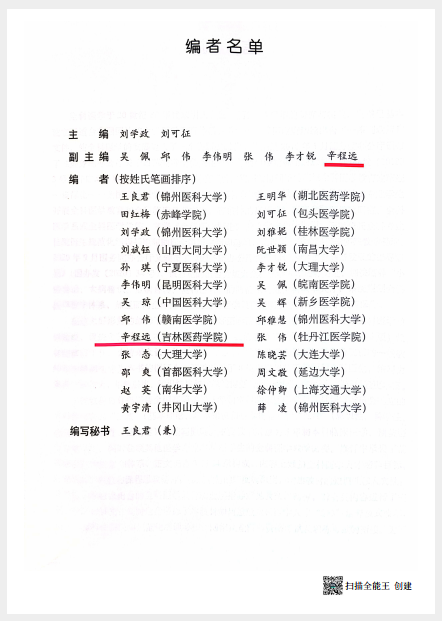 编者名单
主　编　刘学政　刘可征
副主编　吴　佩　邱　伟　李伟明　张　伟　李才锐　辛程远
编　者（按姓氏笔画排序）
王良君（锦州医科大学）　王明华（湖北医药学院）
田红梅（赤峰学院）　刘可征（包头医学院）
刘学政（锦州医科大学）　刘雅妮（桂林医学院）
刘斌钰（山西大同大学）　阮世颖（南昌大学）
孙　琪（宁夏医科大学）　李才锐（大理大学）
李伟明（昆明医科大学）　吴　佩（皖南医学院）
吴　琼（中国医科大学）　吴　辉（新乡医学院）
邱　伟（赣南医学院）　邱雅慧（锦州医科大学）
辛程远（吉林医药学院）　张　伟（牡丹江医学院）
张　态（大理大学）　陈晓芸（大连大学）
邵　爽（首都医科大学）　周文敬（延边大学）
赵　英（南华大学）　徐仲卿（上海交通大学）
黄宇清（井冈山大学）　薛　凌（锦州医科大学）
编写秘书　王良君（兼）
扫描全能王 创建